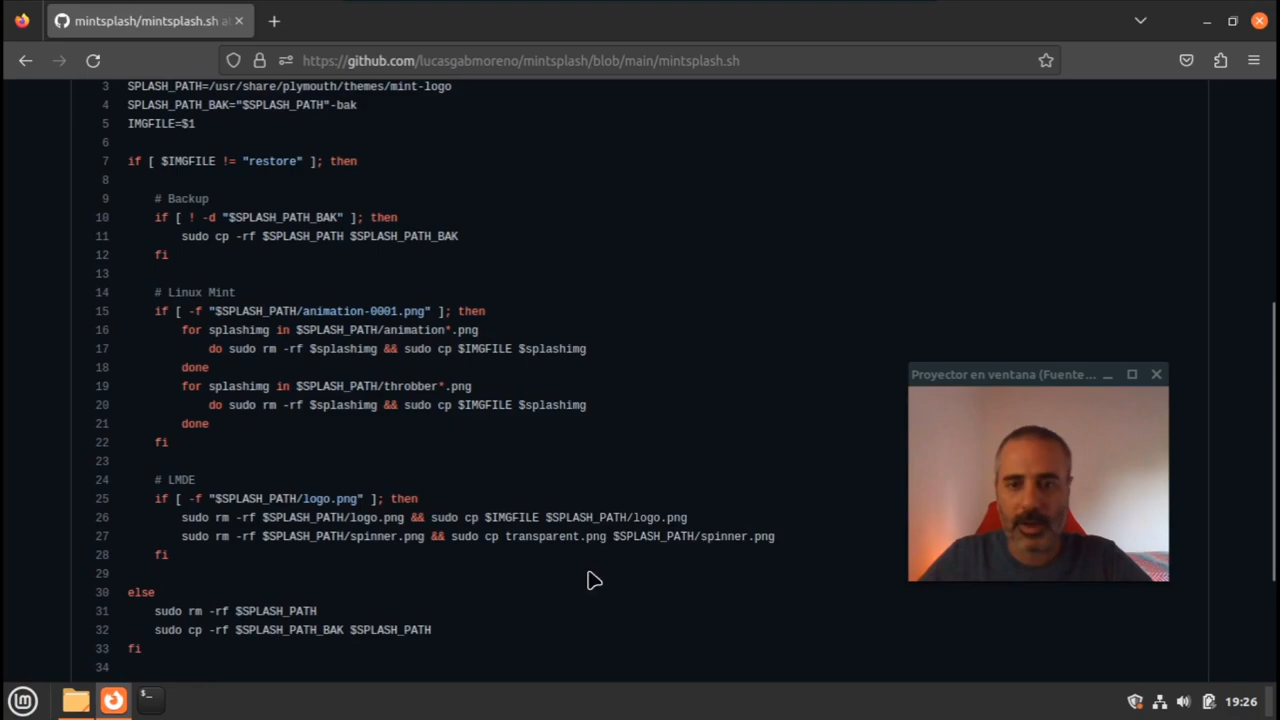 mintsplash/mintsplash.sh a
https://github.com/lucasgabmoreno/mintsplash/blob/main/mintsplash.sh
3 SPLASH_PATH=/usr/share/plymouth/themes/mint-logo
4 SPLASH_PATH_BAK="$SPLASH_PATH"-bak
5 IMGFILE=$1
6
7 if [ $IMGFILE != "restore" ]; then
8
9 # Backup
10 if [ ! -d "$SPLASH_PATH_BAK" ]; then
11 sudo cp -rf $SPLASH_PATH $SPLASH_PATH_BAK
12 fi
13
14 # Linux Mint
15 if [ -f "$SPLASH_PATH/animation-0001.png" ]; then
16 for splashimg in $SPLASH_PATH/animation*.png
17 do sudo rm -rf $splashimg && sudo cp $IMGFILE $splashimg
18 done
19 for splashimg in $SPLASH_PATH/throbber*.png
20 do sudo rm -rf $splashimg && sudo cp $IMGFILE $splashimg
21 done
22 fi
23
24 # LMDE
25 if [ -f "$SPLASH_PATH/logo.png" ]; then
26 sudo rm -rf $SPLASH_PATH/logo.png && sudo cp $IMGFILE $SPLASH_PATH/logo.png
27 sudo rm -rf $SPLASH_PATH/spinner.png && sudo cp transparent.png $SPLASH_PATH/spinner.png
28 fi
29
30 else
31 sudo rm -rf $SPLASH_PATH
32 sudo cp -rf $SPLASH_PATH_BAK $SPLASH_PATH
33 fi
34
Proyector en ventana (Fuente...
19:26